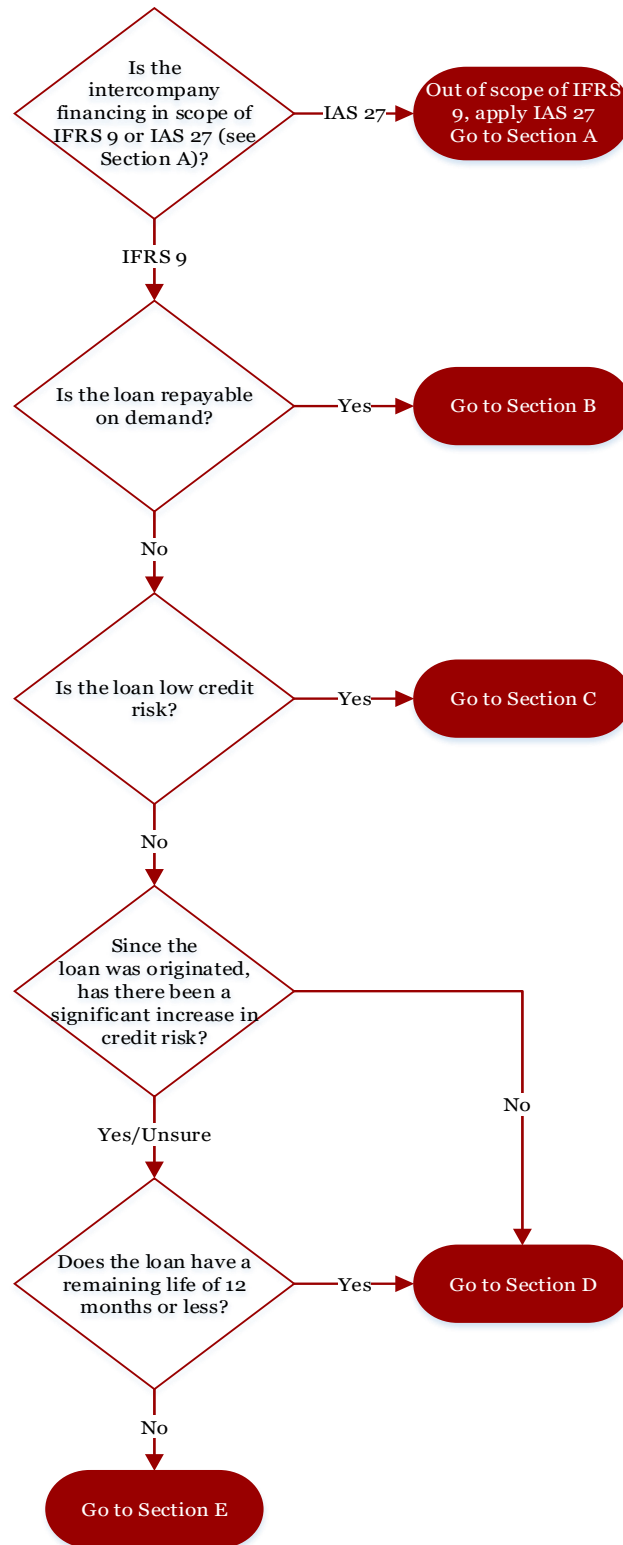 Is the
intercompany
financing in scope of
IFRS 9 or IAS 27 (see
Section A)?
IAS 27
Out of scope of IFRS
9, apply IAS 27
Go to Section A
IFRS 9
Is the loan repayable
on demand?
Yes
Go to Section B
No
Is the loan low credit
risk?
Yes
Go to Section C
No
Since the
loan was originated,
has there been a
significant increase in
credit risk?
No
Yes/Unsure
Does the loan have a
remaining life of 12
months or less?
Yes
Go to Section D
No
Go to Section E